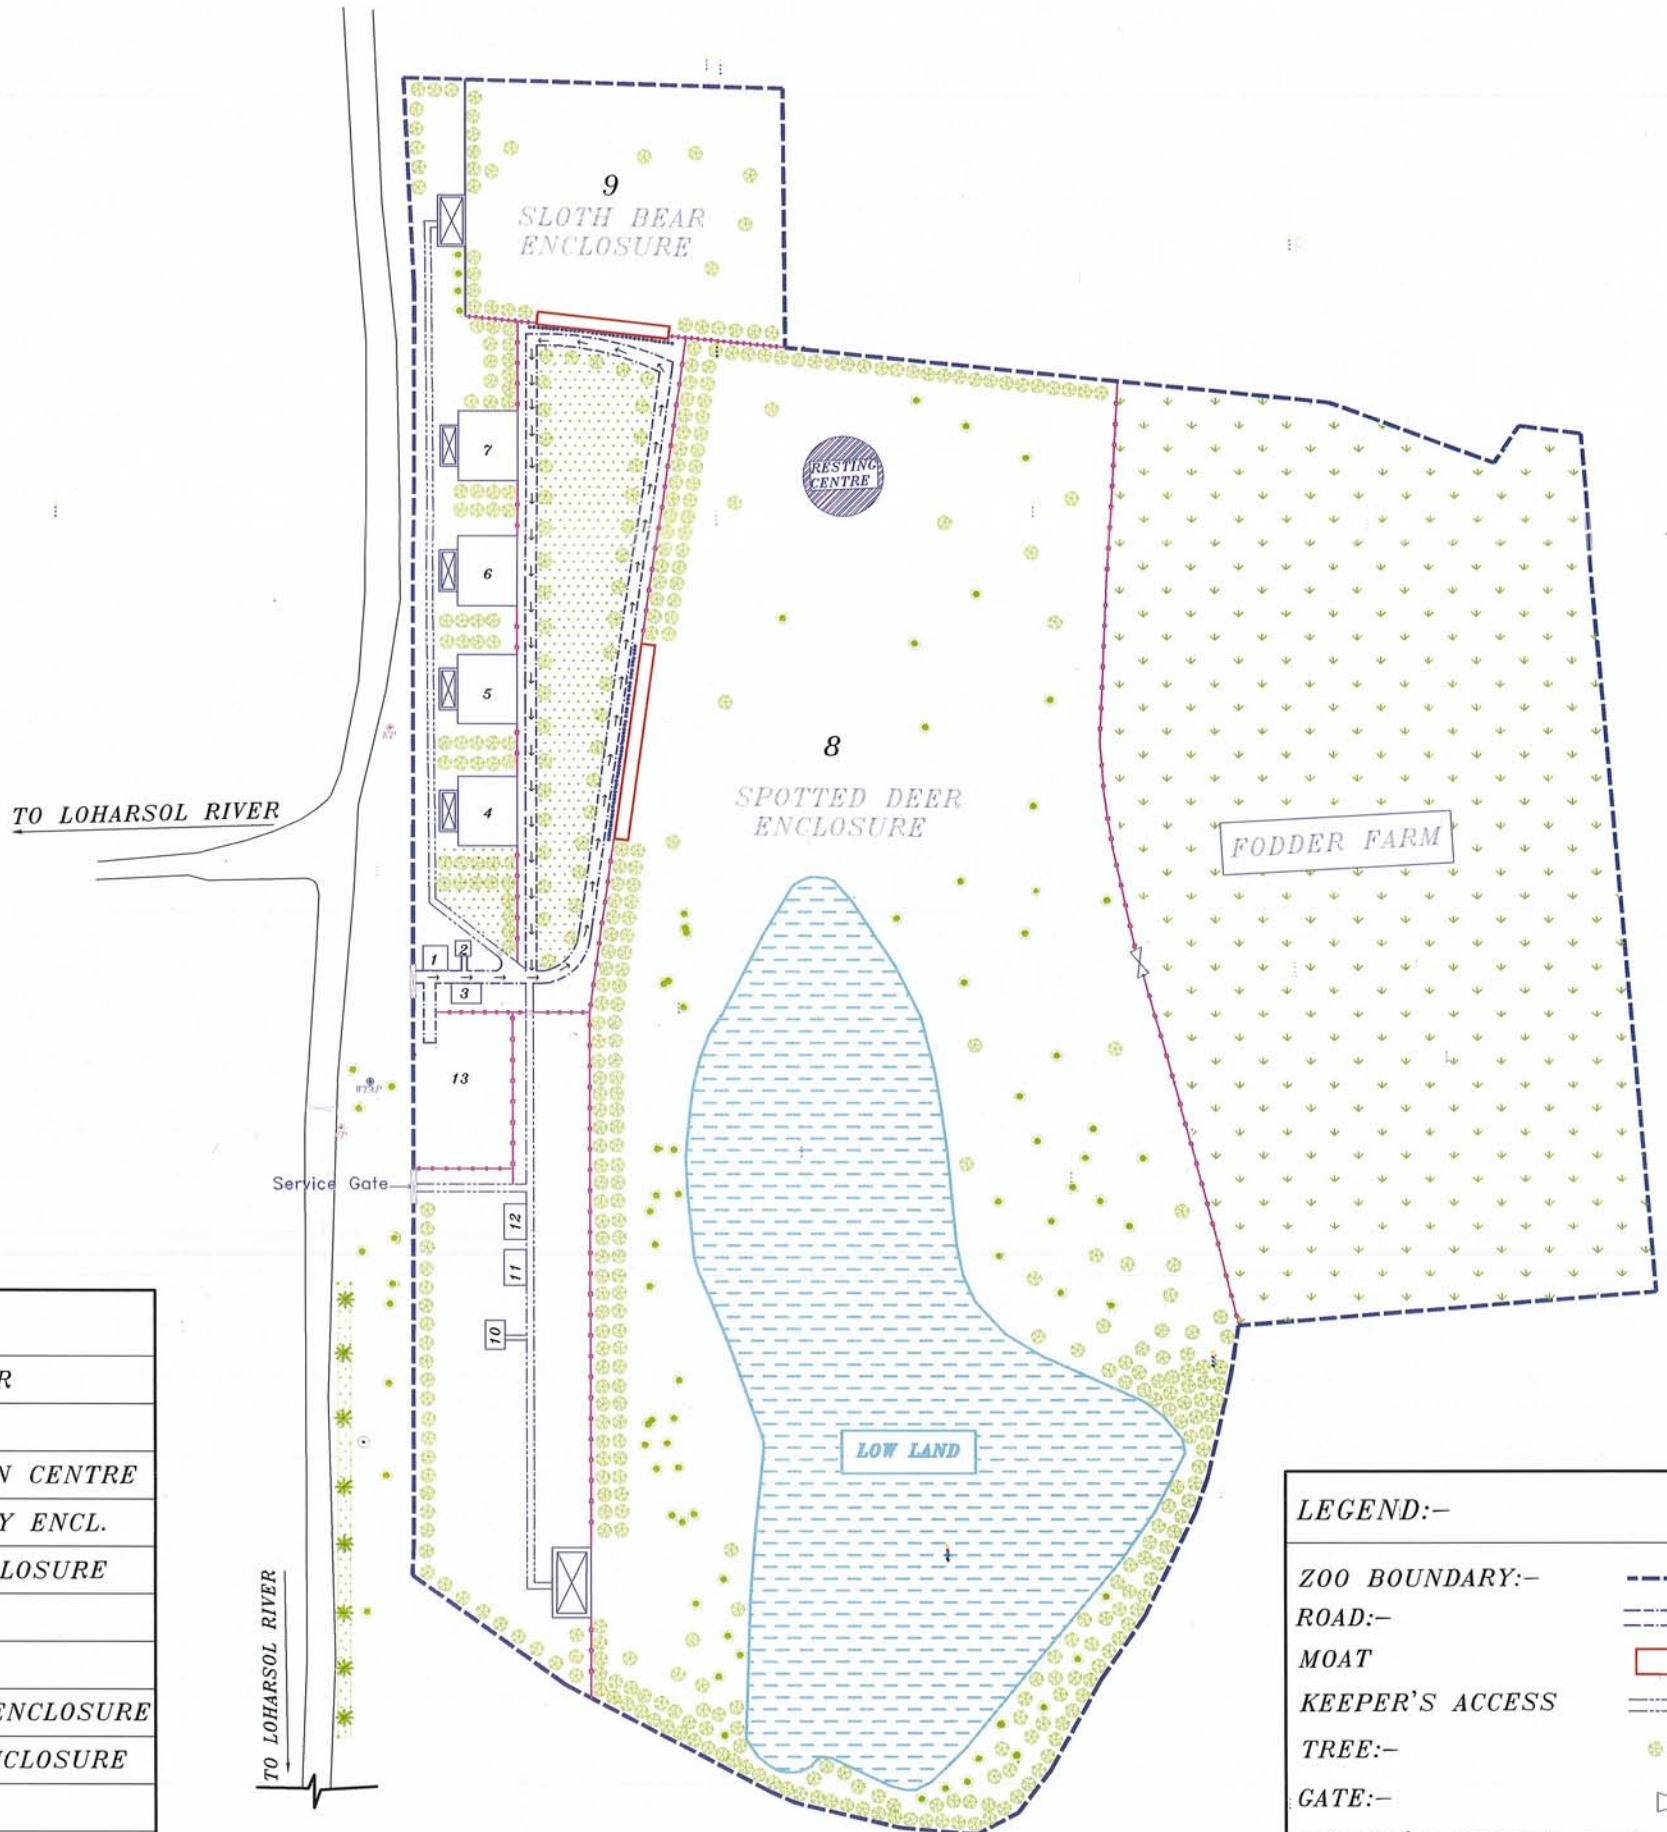 9
SLOTH BEAR
ENCLOSURE
7
RESTING
CENTRE
6
5
8
SPOTTED DEER
ENCLOSURE
4
TO LOHARSOL RIVER
FODDER FARM
1
2
3
13
Service Gate
12
11
10
LOW LAND
TO LOHARSOL RIVER
R
N CENTRE
Y ENCL.
LOSURE
ENCLOSURE
CLOSURE
LEGEND:-
ZOO BOUNDARY:-
ROAD:-
MOAT
KEEPER'S ACCESS
TREE:-
GATE:-